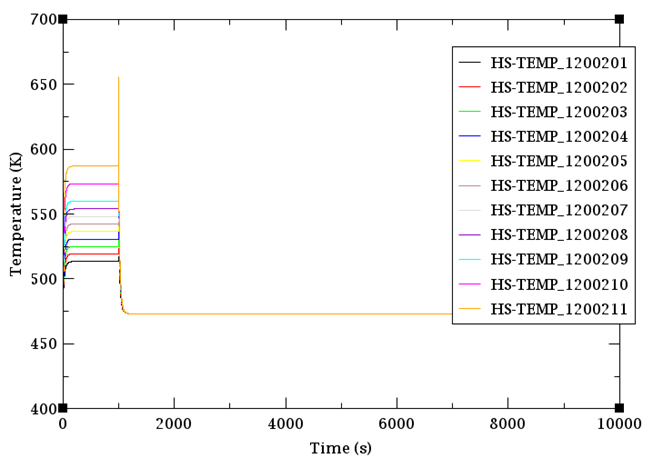 700
650
600
550
500
450
400
Temperature (K)
0
2000
4000
6000
8000
10000
Time (s)
HS-TEMP_1200201
HS-TEMP_1200202
HS-TEMP_1200203
HS-TEMP_1200204
HS-TEMP_1200205
HS-TEMP_1200206
HS-TEMP_1200207
HS-TEMP_1200208
HS-TEMP_1200209
HS-TEMP_1200210
HS-TEMP_1200211